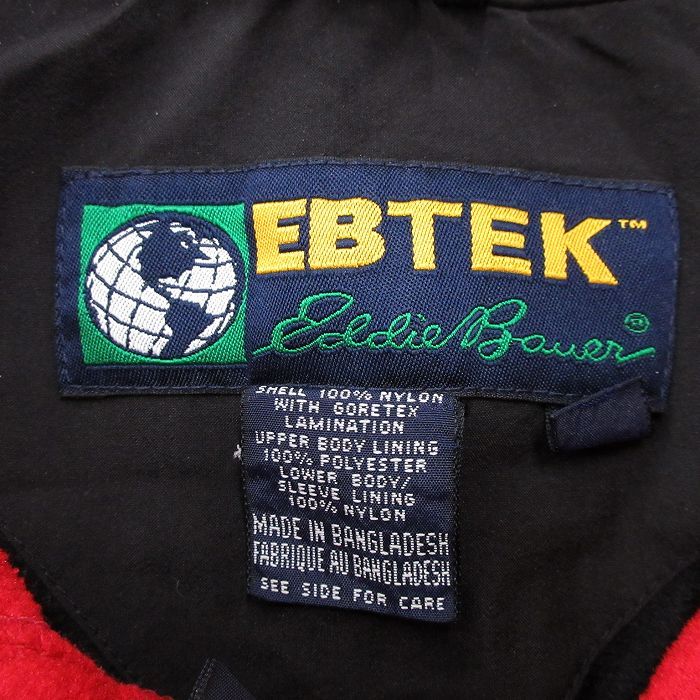 EBTEK™
Eddie Bauer®
SHELL 100% NYLON
WITH GORETEX
LAMINATION
UPPER BODY LINING
100% POLYESTER
LOWER BODY/
SLEEVE LINING
100% NYLON
MADE IN BANGLADESH
FABRIQUE AU BANGLADESH
SEE SIDE FOR CARE